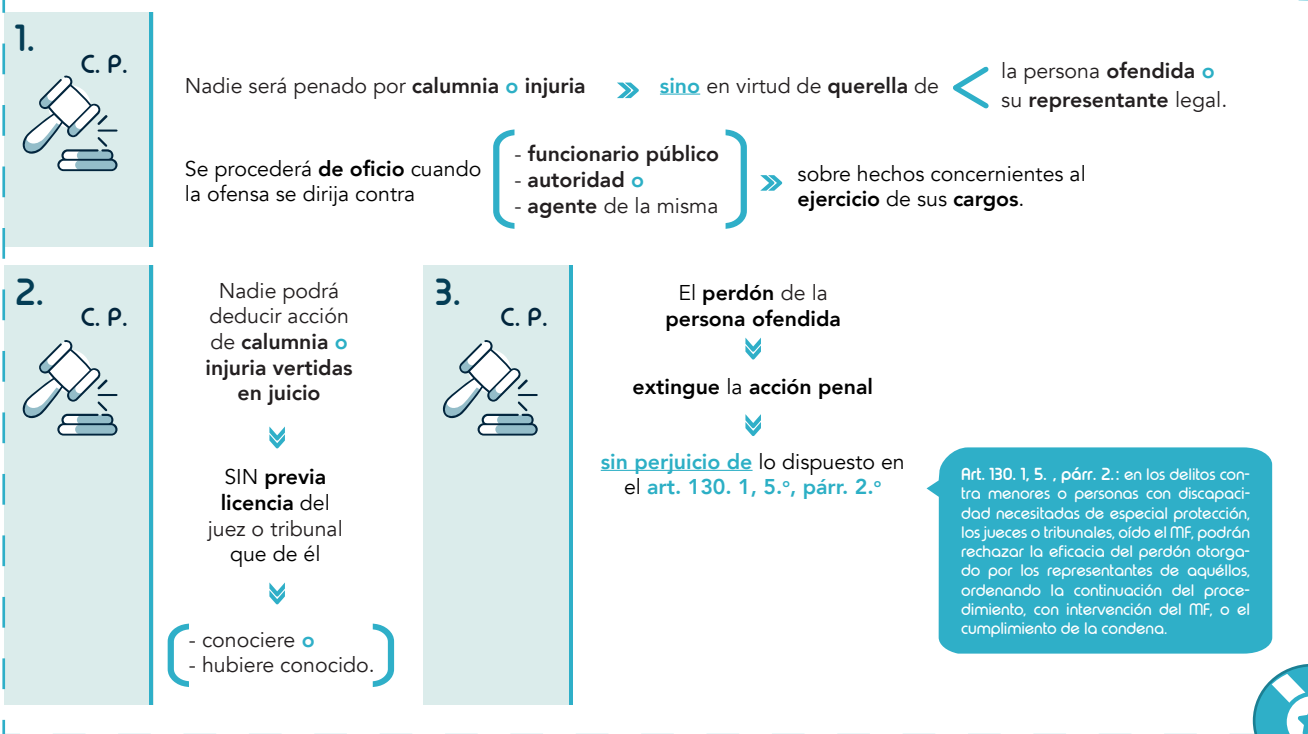 1.
C. P.
Nadie será penado por calumnia o injuria
sino en virtud de querella de
la persona ofendida o
su representante legal.
Se procederá de oficio cuando
la ofensa se dirija contra
- funcionario público
- autoridad o
- agente de la misma
sobre hechos concernientes al
ejercicio de sus cargos.
2.
C. P.
Nadie podrá
deducir acción
de calumnia o
injuria vertidas
en juicio
SIN previa
licencia del
juez o tribunal
que de él
- conociere o
- hubiere conocido.
3.
C. P.
El perdón de la
persona ofendida
extingue la acción penal
sin perjuicio de lo dispuesto en
el art. 130. 1, 5.º, párr. 2.º
Art. 130. 1, 5. , párr. 2.: en los delitos con-
tra menores o personas con discapaci-
dad necesitadas de especial protección,
los jueces o tribunales, oído el MF, podrán
rechazar la eficacia del perdón otorga-
do por los representantes de aquéllos,
ordenando la continuación del proce-
dimiento, con intervención del MF, o el
cumplimiento de la condena.